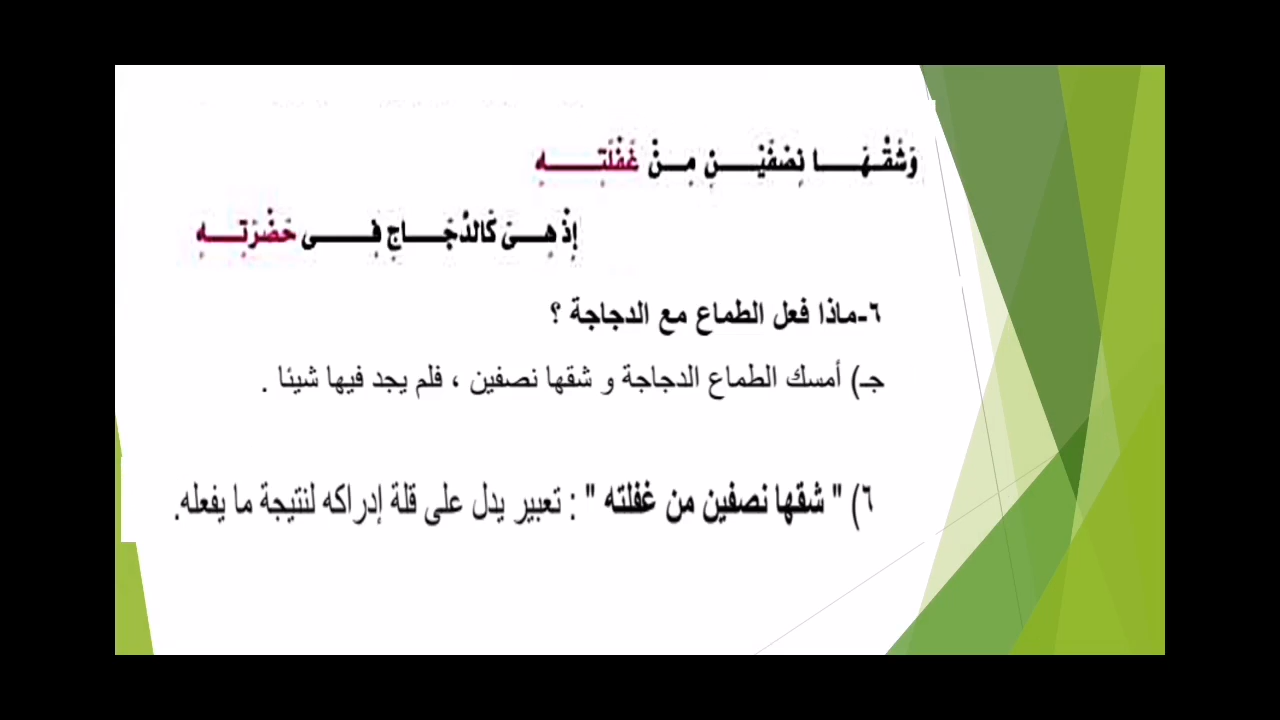 وَشَقَّهَا نِصْفَيْنِ مِنْ غَفْلَتِهِ
إِذْ هِىَ كَالدَّجَاجِ فِى حَضْرَتِهِ
٦-ماذا فعل الطماع مع الدجاجة ؟
جـ) أمسك الطماع الدجاجة و شقها نصفين ، فلم يجد فيها شيئا .
٦) " شقها نصفين من غفلته " : تعبير يدل على قلة إدراكه لنتيجة ما يفعله.